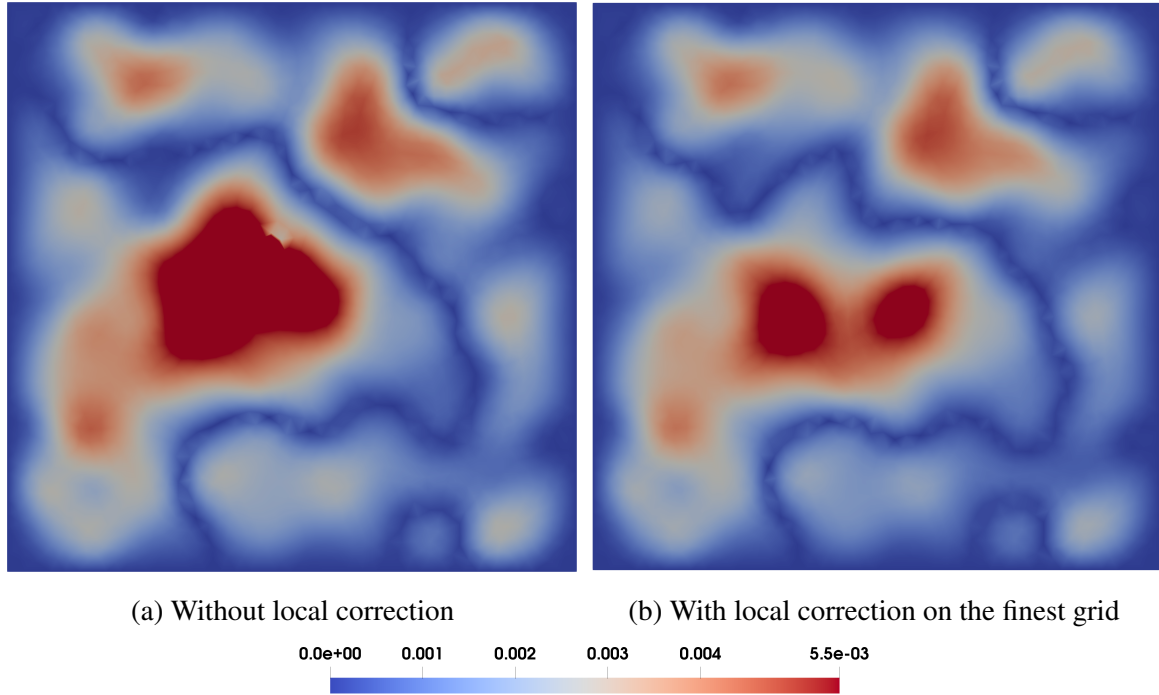 (a) Without local correction
(b) With local correction on the finest grid
0.0e+00 0.001 0.002 0.003 0.004 5.5e-03